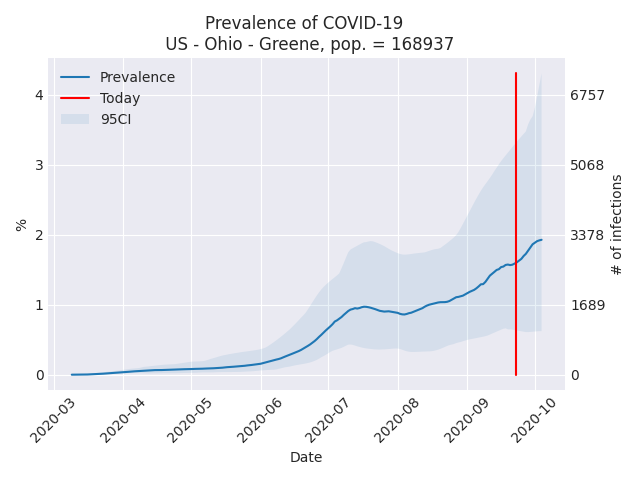 Prevalence of COVID-19
US - Ohio - Greene, pop. = 168937
Prevalence
Today
95CI
4
3
2
1
0
%
6757
5068
3378
1689
0
# of infections
2020-03
2020-04
2020-05
2020-06
2020-07
2020-08
2020-09
2020-10
Date